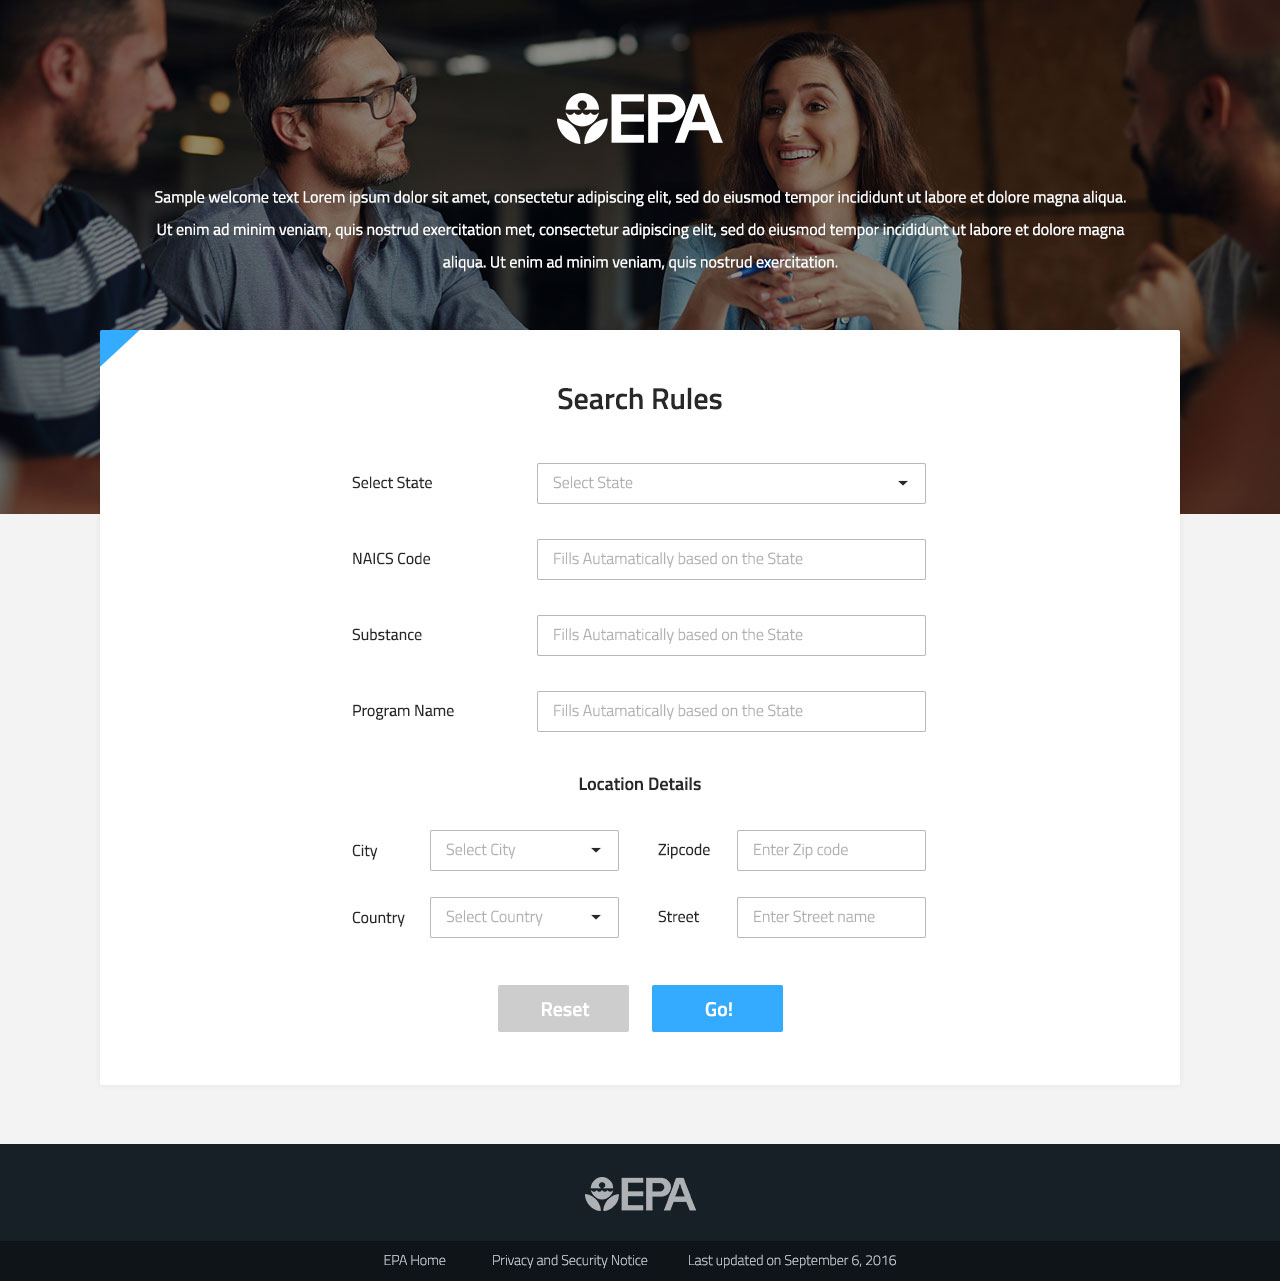 EPA
Sample welcome text Lorem ipsum dolor sit amet, consectetur adipiscing elit, sed do eiusmod tempor incididunt ut labore et dolore magna aliqua.
Ut enim ad minim veniam, quis nostrud exercitation met, consectetur adipiscing elit, sed do eiusmod tempor incididunt ut labore et dolore magna
aliqua. Ut enim ad minim veniam, quis nostrud exercitation.
Search Rules
Select State Select State
NAICS Code Fills Autamatically based on the State
Substance Fills Autamatically based on the State
Program Name Fills Autamatically based on the State
Location Details
City Select City Zipcode Enter Zip code
Country Select Country Street Enter Street name
Reset Go!
EPA
EPA Home Privacy and Security Notice Last updated on September 6, 2016